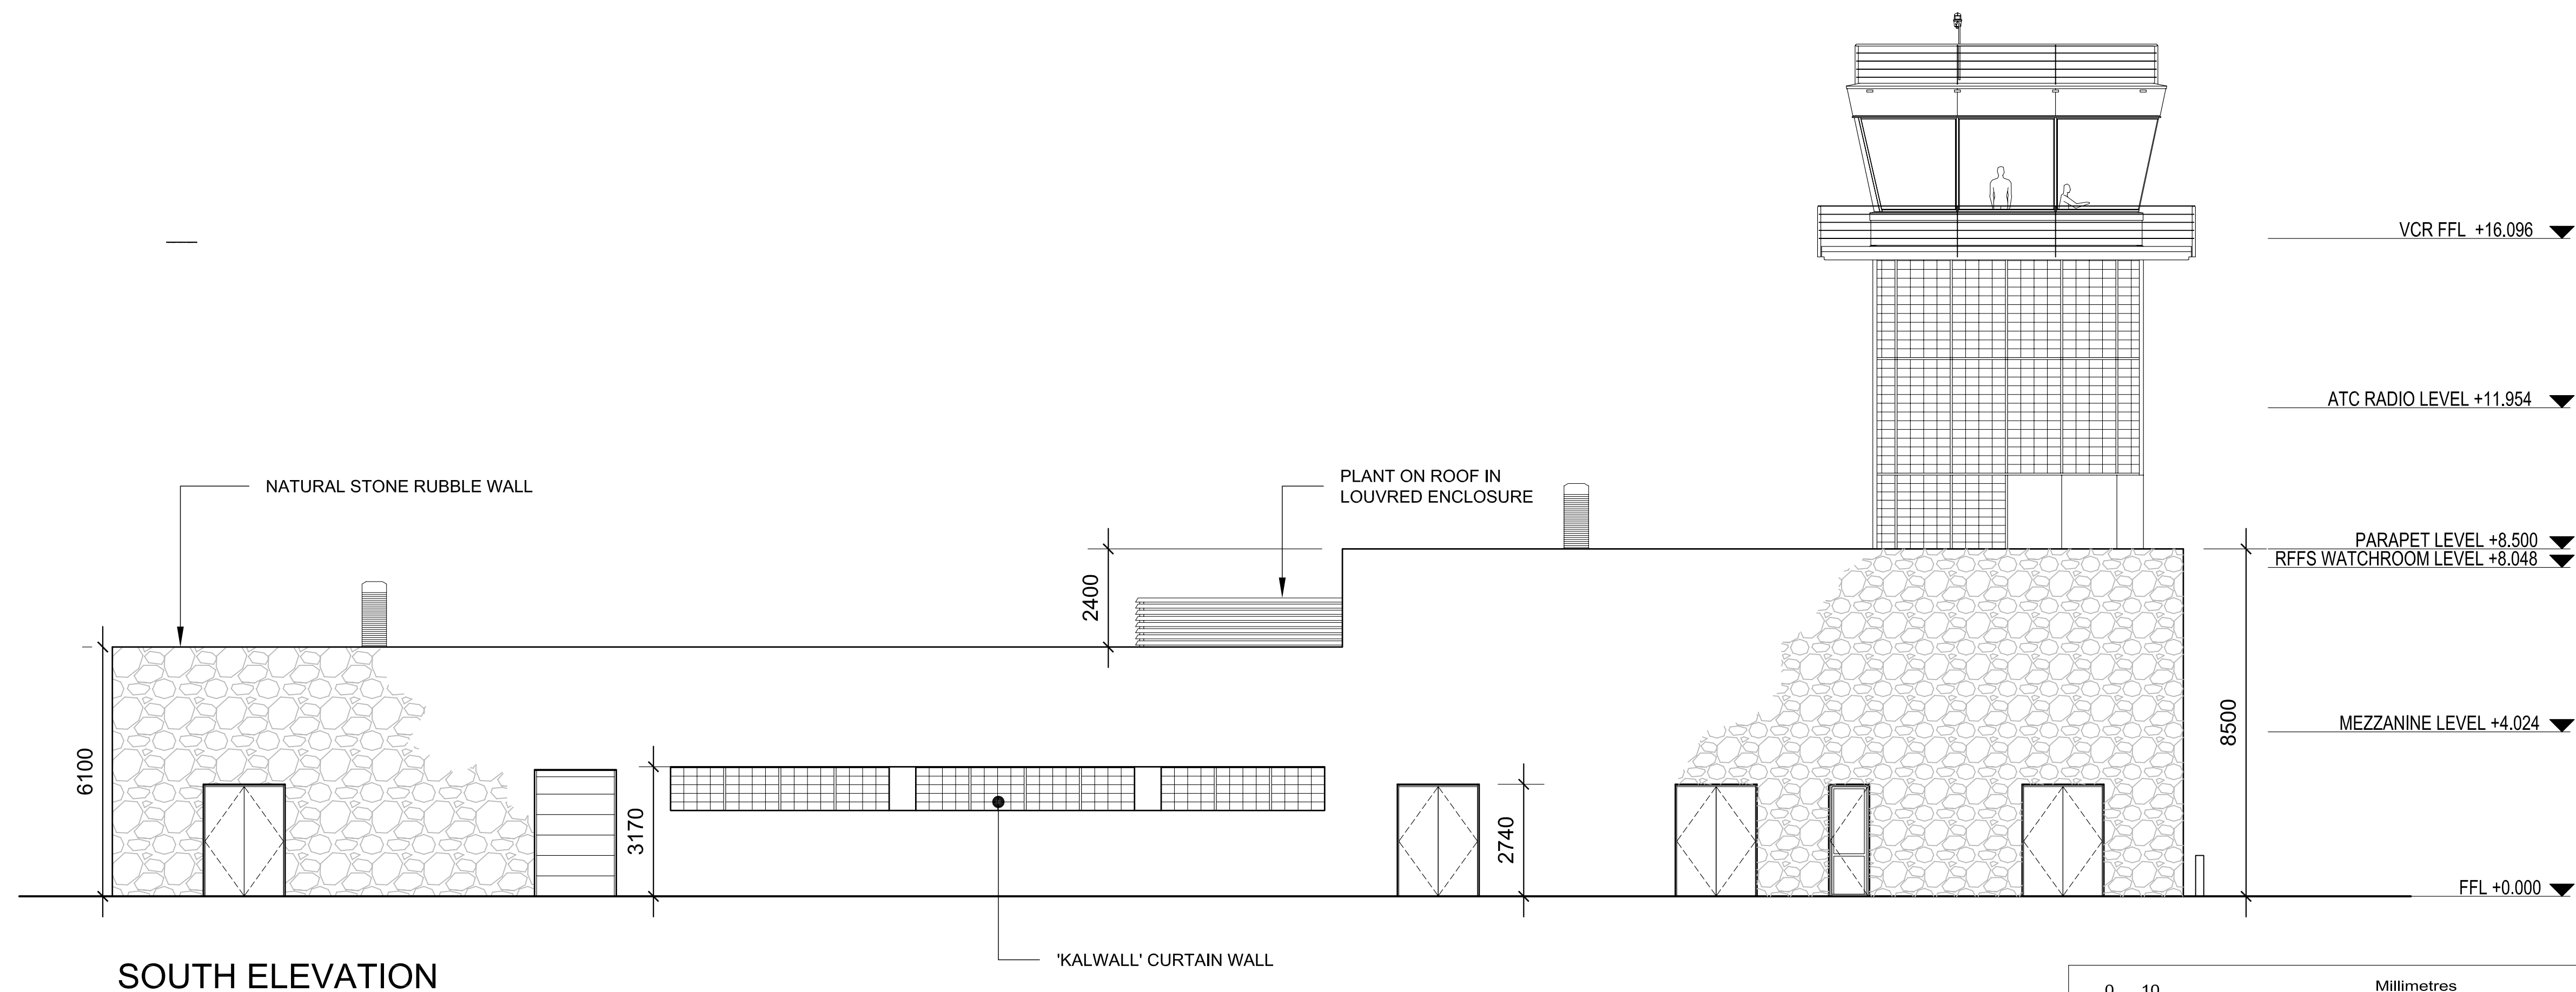 VCR FFL +16.096
ATC RADIO LEVEL +11.954
NATURAL STONE RUBBLE WALL
PLANT ON ROOF IN
LOUVRED ENCLOSURE
PARAPET LEVEL +8.500
RFFS WATCHROOM LEVEL +8.048
2400
6100
3170
2740
8500
MEZZANINE LEVEL +4.024
FFL +0.000
'KALWALL' CURTAIN WALL
SOUTH ELEVATION
0 10
Millimetres